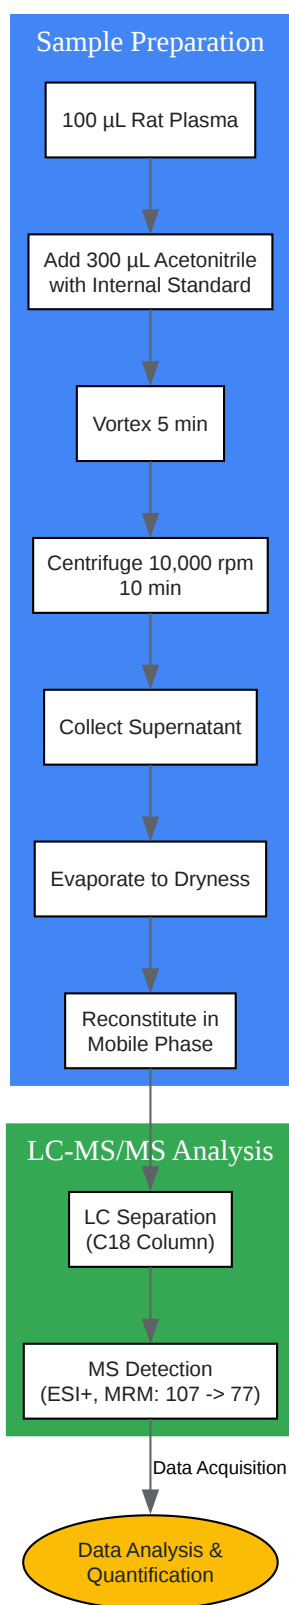 Sample Preparation
100 µL Rat Plasma
Add 300 µL Acetonitrile
with Internal Standard
Vortex 5 min
Centrifuge 10,000 rpm
10 min
Collect Supernatant
Evaporate to Dryness
Reconstitute in
Mobile Phase
LC-MS/MS Analysis
LC Separation
(C18 Column)
MS Detection
(ESI+, MRM: 107 -> 77)
Data Acquisition
Data Analysis &
Quantification